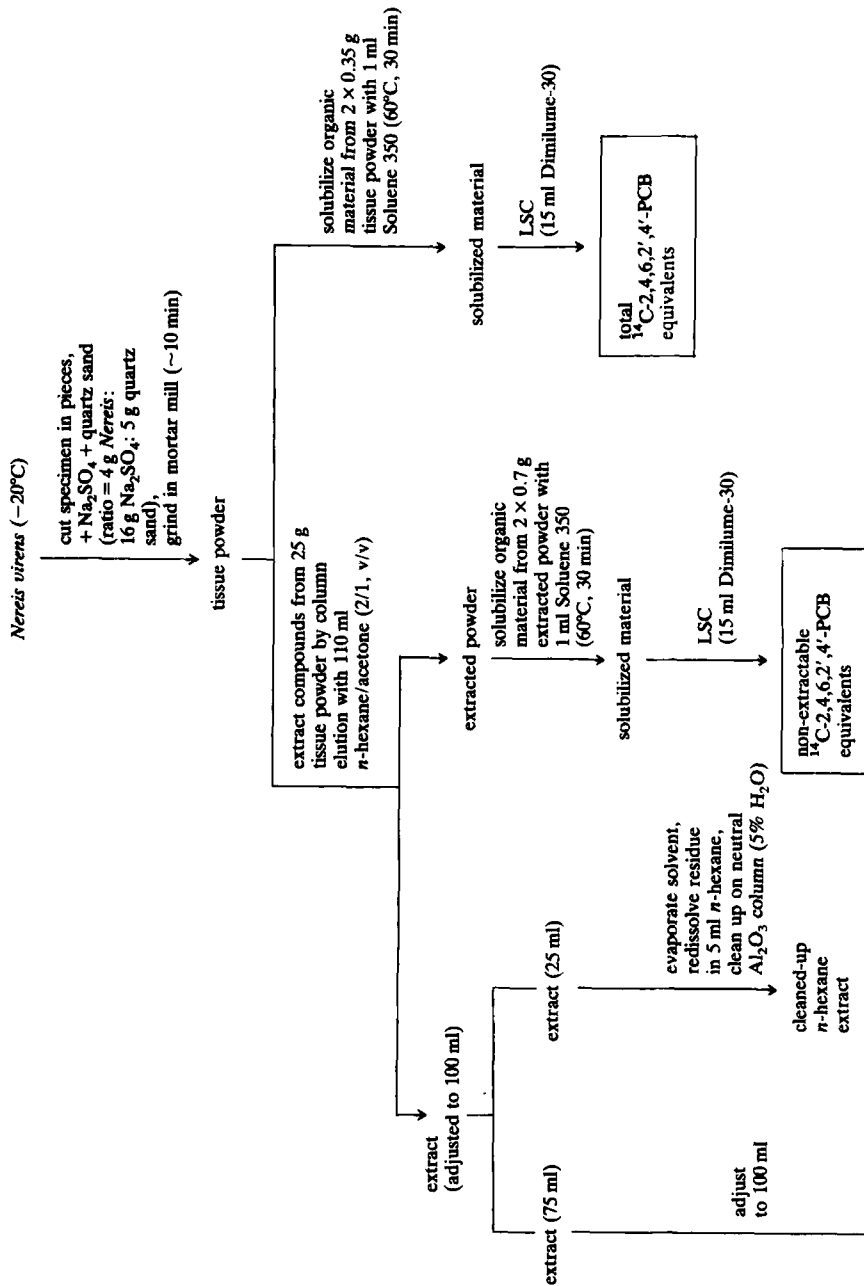 Nereis virens (−20°C)
cut specimen in pieces,
+ Na₂SO₄ + quartz sand
(ratio = 4 g Nereis:
16 g Na₂SO₄: 5 g quartz
sand),
grind in mortar mill (~10 min)
tissue powder
extract compounds from 25 g
tissue powder by column
elution with 110 ml
n-hexane/acetone (2/1, v/v)
solubilize organic
material from 2 × 0.35 g
tissue powder with 1 ml
Soluene 350 (60°C, 30 min)
solubilized material
LSC
(15 ml Dimilume-30)
total
¹⁴C-2,4,6,2′,4′-PCB
equivalents
extracted powder
solubilize organic
material from 2 × 0.7 g
extracted powder with
1 ml Soluene 350
(60°C, 30 min)
solubilized material
LSC
(15 ml Dimilume-30)
non-extractable
¹⁴C-2,4,6,2′,4′-PCB
equivalents
extract
(adjusted to 100 ml)
extract (25 ml)
evaporate solvent,
redissolve residue
in 5 ml n-hexane,
clean up on neutral
Al₂O₃ column (5% H₂O)
cleaned-up
n-hexane
extract
extract (75 ml)
adjust
to 100 ml